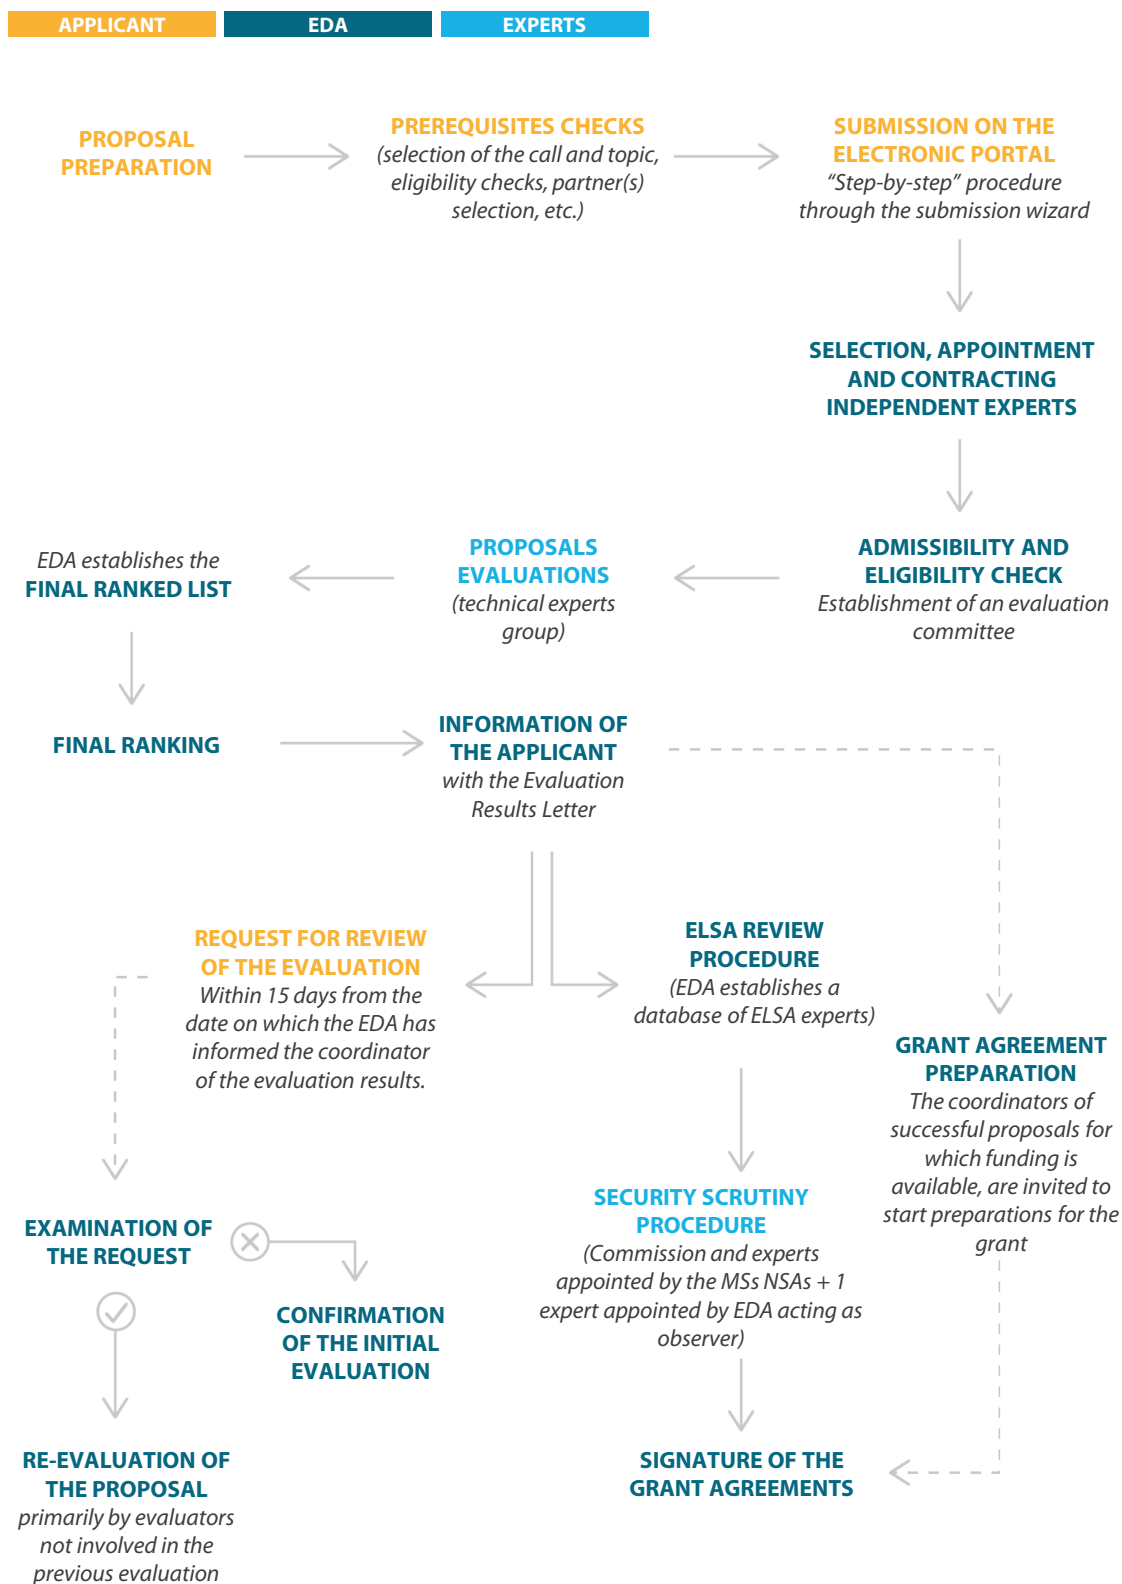 APPLICANT
EDA
EXPERTS
PROPOSAL
PREPARATION
PREREQUISITES CHECKS
(selection of the call and topic,
eligibility checks, partner(s)
selection, etc.)
SUBMISSION ON THE
ELECTRONIC PORTAL
“Step-by-step” procedure
through the submission wizard
SELECTION, APPOINTMENT
AND CONTRACTING
INDEPENDENT EXPERTS
ADMISSIBILITY AND
ELIGIBILITY CHECK
Establishment of an evaluation
committee
PROPOSALS
EVALUATIONS
(technical experts
group)
EDA establishes the
FINAL RANKED LIST
FINAL RANKING
INFORMATION OF
THE APPLICANT
with the Evaluation
Results Letter
REQUEST FOR REVIEW
OF THE EVALUATION
Within 15 days from the
date on which the EDA has
informed the coordinator
of the evaluation results.
ELSA REVIEW
PROCEDURE
(EDA establishes a
database of ELSA experts)
GRANT AGREEMENT
PREPARATION
The coordinators of
successful proposals for
which funding is
available, are invited to
start preparations for the
grant
EXAMINATION OF
THE REQUEST
CONFIRMATION
OF THE INITIAL
EVALUATION
SECURITY SCRUTINY
PROCEDURE
(Commission and experts
appointed by the MSs NSAs + 1
expert appointed by EDA acting as
observer)
RE-EVALUATION OF
THE PROPOSAL
primarily by evaluators
not involved in the
previous evaluation
SIGNATURE OF THE
GRANT AGREEMENTS